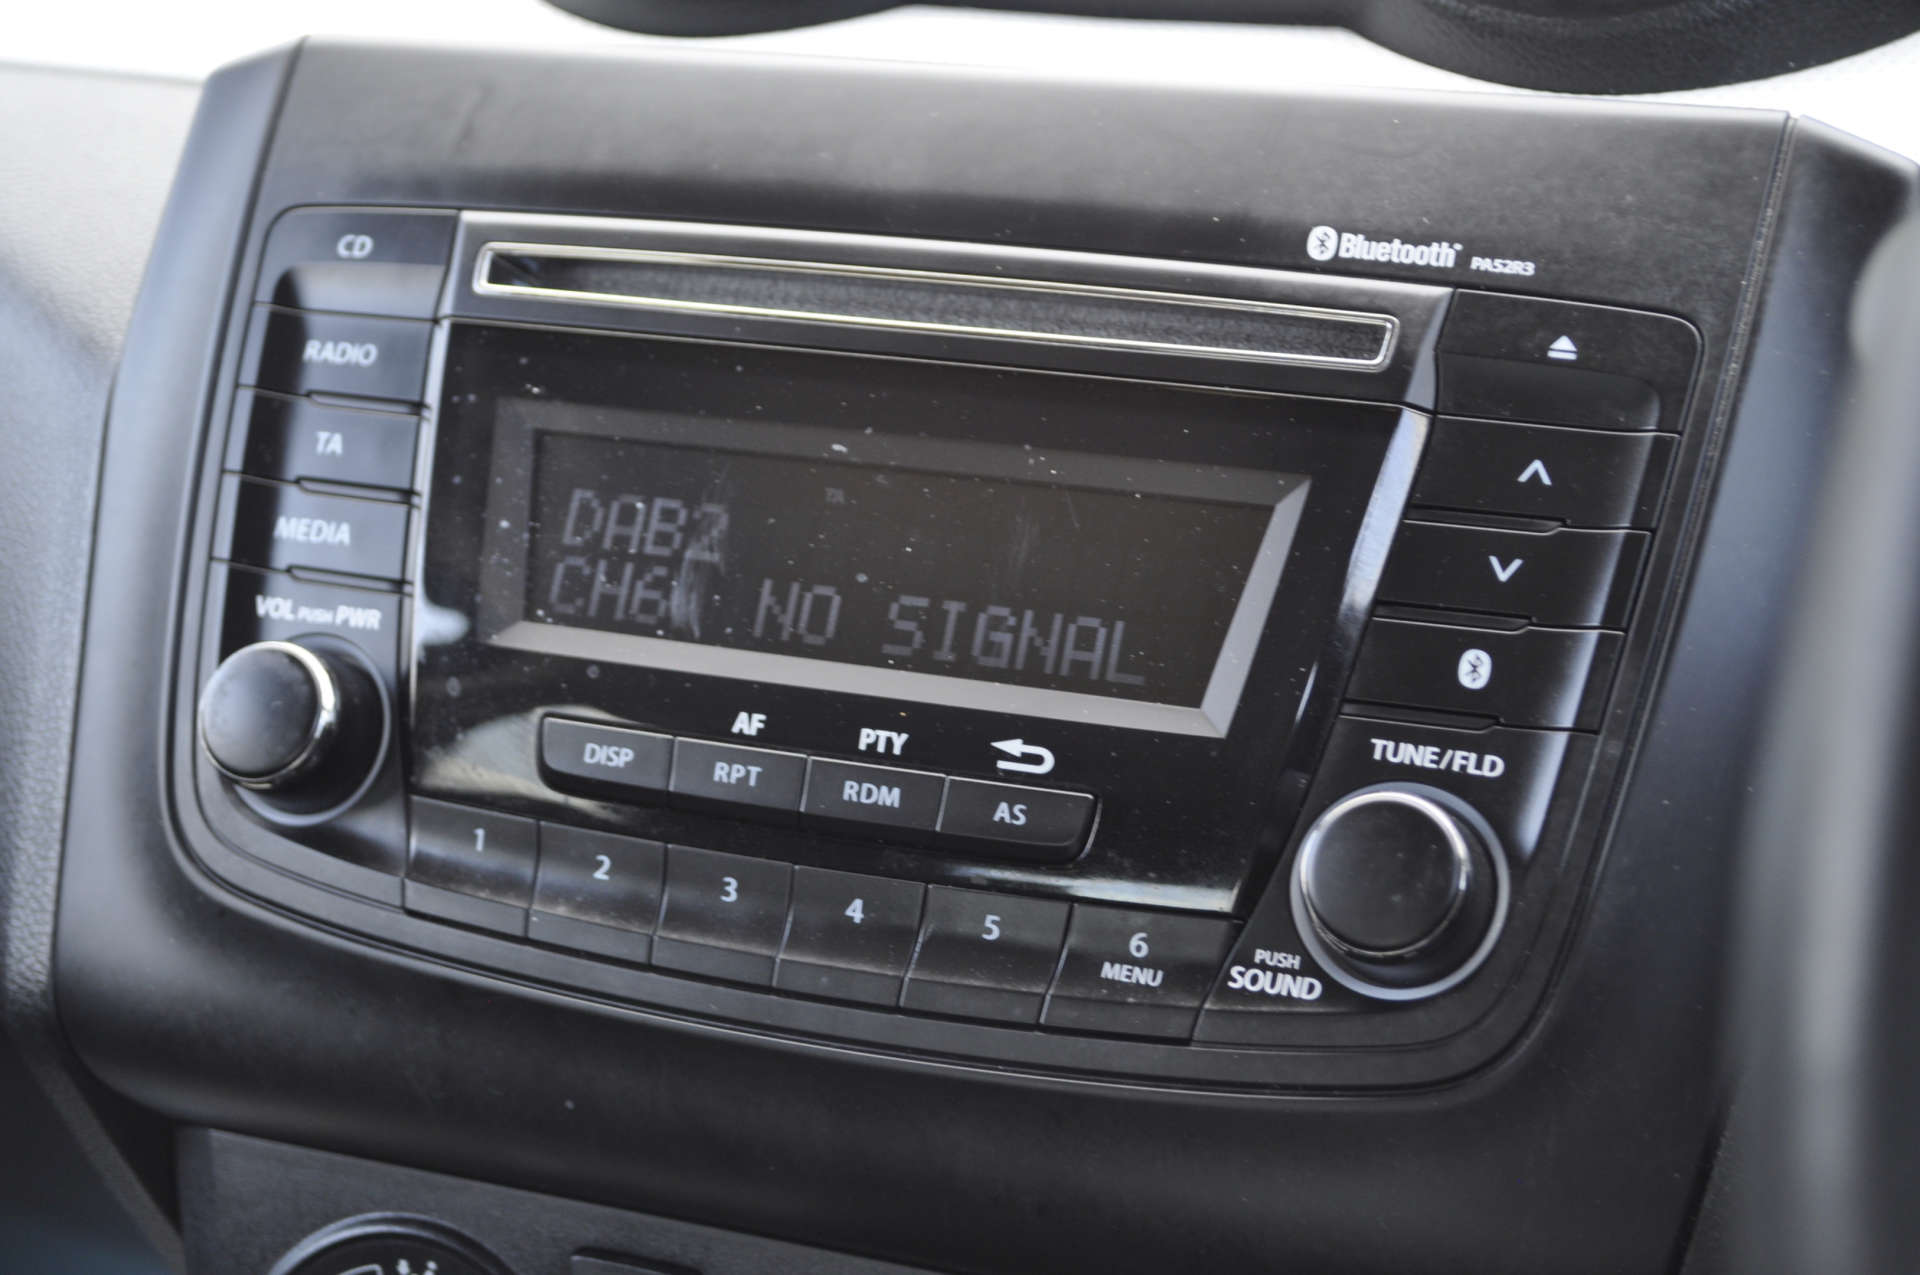 CD
Bluetooth PA52R3
RADIO
TA
MEDIA
TA
DAB2
CH6 NO SIGNAL
VOL PUSH PWR
AF
PTY
DISP
RPT
RDM
AS
TUNE/FLD
1
2
3
4
5
6
MENU
PUSH
SOUND